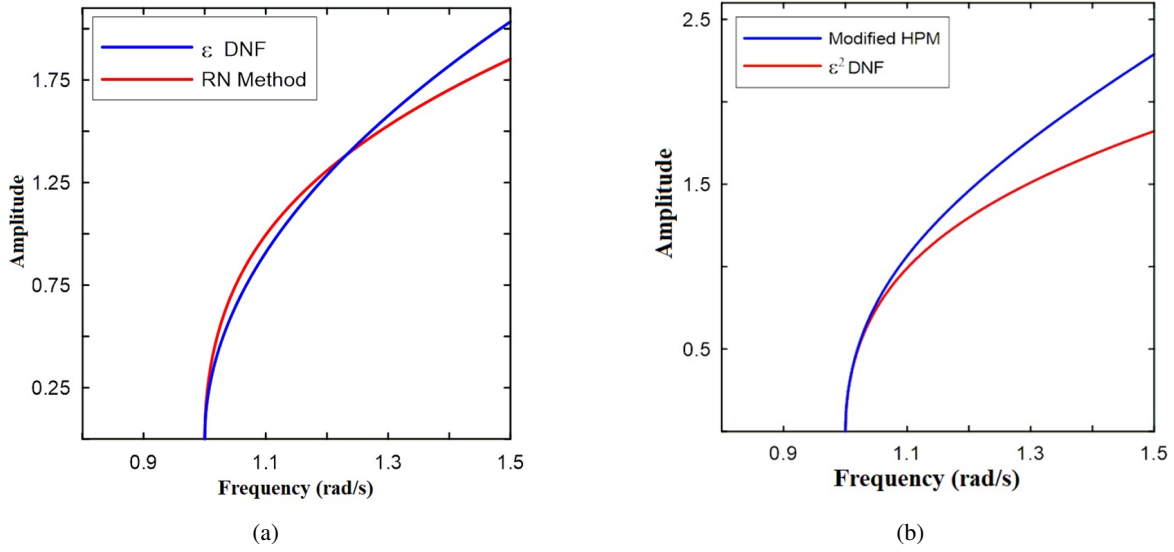 ε DNF
RN Method
1.75
1.25
0.75
0.25
Amplitude
0.9
1.1
1.3
1.5
Frequency (rad/s)
(a)
Modified HPM
ε² DNF
2.5
1.5
0.5
Amplitude
0.9
1.1
1.3
1.5
Frequency (rad/s)
(b)